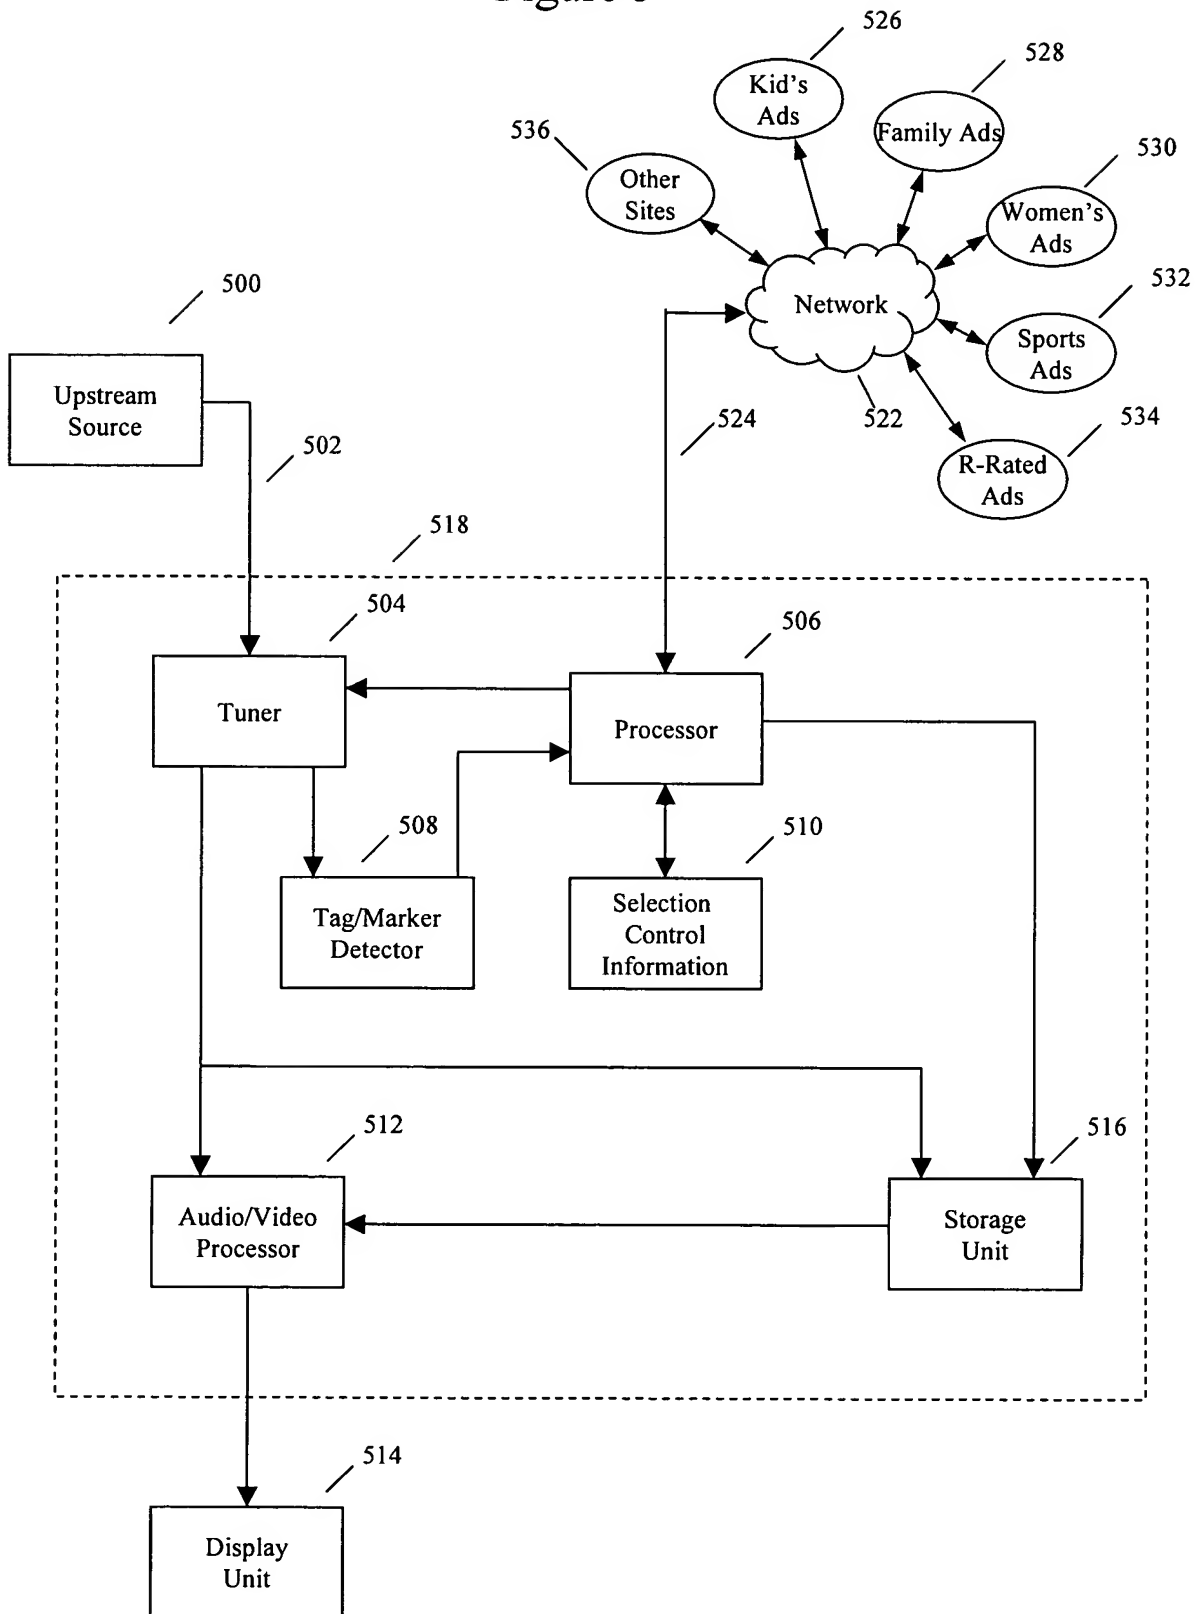 526
Kid's
Ads
528
Family Ads
536
Other
Sites
530
Women's
Ads
500
Network
532
Sports
Ads
Upstream
Source
502
524
522
534
R-Rated
Ads
518
504
506
Tuner
Processor
508
510
Tag/Marker
Detector
Selection
Control
Information
512
516
Audio/Video
Processor
Storage
Unit
514
Display
Unit